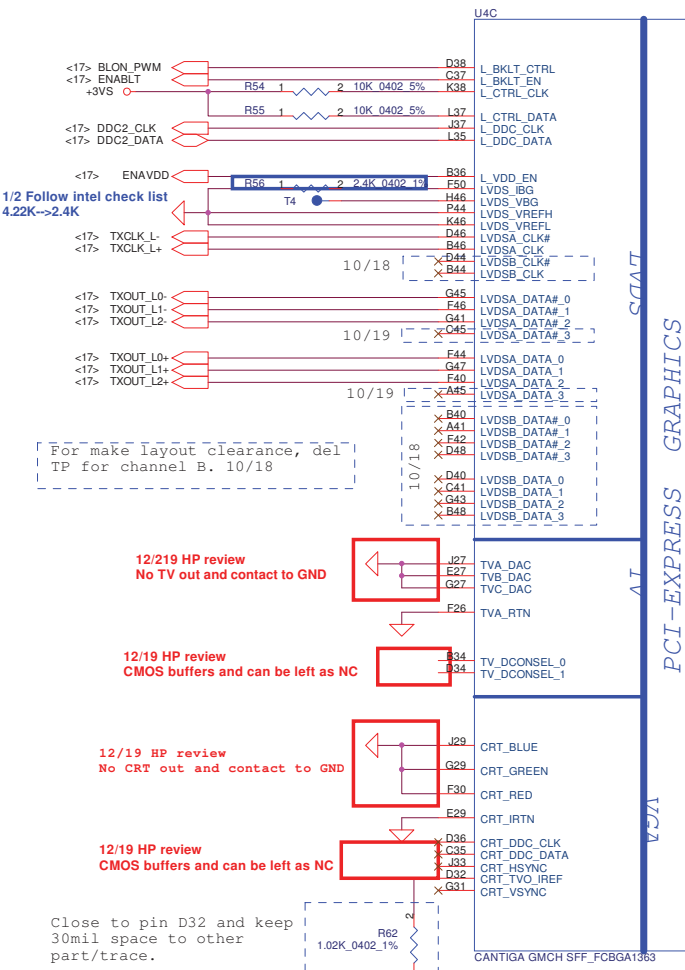 U4C
<17> BLON_PWM D38 L_BKLT_CTRL
<17> ENABLT C37 L_BKLT_EN
+3VS R54 1 2 10K_0402_5% K38 L_CTRL_CLK
R55 1 2 10K_0402_5% L37 L_CTRL_DATA
<17> DDC2_CLK J37 L_DDC_CLK
<17> DDC2_DATA L35 L_DDC_DATA
<17> ENAVDD B36 L_VDD_EN
R56 1 2 2.4K_0402_1% F50 LVDS_IBG
1/2 Follow intel check list
4.22K-->2.4K
T4 H46 LVDS_VBG
P44 LVDS_VREFH
K46 LVDS_VREFL
<17> TXCLK_L- D46 LVDSA_CLK#
<17> TXCLK_L+ B46 LVDSA_CLK
10/18 D44 LVDSB_CLK#
B44 LVDSB_CLK
LVDS
<17> TXOUT_L0- G45 LVDSA_DATA#_0
<17> TXOUT_L1- F46 LVDSA_DATA#_1
<17> TXOUT_L2- G41 LVDSA_DATA#_2
10/19 C45 LVDSA_DATA#_3
<17> TXOUT_L0+ F44 LVDSA_DATA_0
<17> TXOUT_L1+ G47 LVDSA_DATA_1
<17> TXOUT_L2+ F40 LVDSA_DATA_2
10/19 A45 LVDSA_DATA_3
B40 LVDSB_DATA#_0
A41 LVDSB_DATA#_1
F42 LVDSB_DATA#_2
D48 LVDSB_DATA#_3
10/18
D40 LVDSB_DATA_0
C41 LVDSB_DATA_1
G43 LVDSB_DATA_2
B48 LVDSB_DATA_3
For make layout clearance, del
TP for channel B. 10/18
PCI-EXPRESS GRAPHICS
12/219 HP review
No TV out and contact to GND
J27 TVA_DAC
E27 TVB_DAC
G27 TVC_DAC
TV
F26 TVA_RTN
12/19 HP review
CMOS buffers and can be left as NC
B34 TV_DCONSEL_0
D34 TV_DCONSEL_1
12/19 HP review
No CRT out and contact to GND
J29 CRT_BLUE
G29 CRT_GREEN
F30 CRT_RED
E29 CRT_IRTN
VGA
12/19 HP review
CMOS buffers and can be left as NC
D36 CRT_DDC_CLK
C35 CRT_DDC_DATA
J33 CRT_HSYNC
D32 CRT_TVO_IREF
G31 CRT_VSYNC
Close to pin D32 and keep
30mil space to other
part/trace.
2
R62
1.02K_0402_1%
CANTIGA GMCH SFF_FCBGA1363